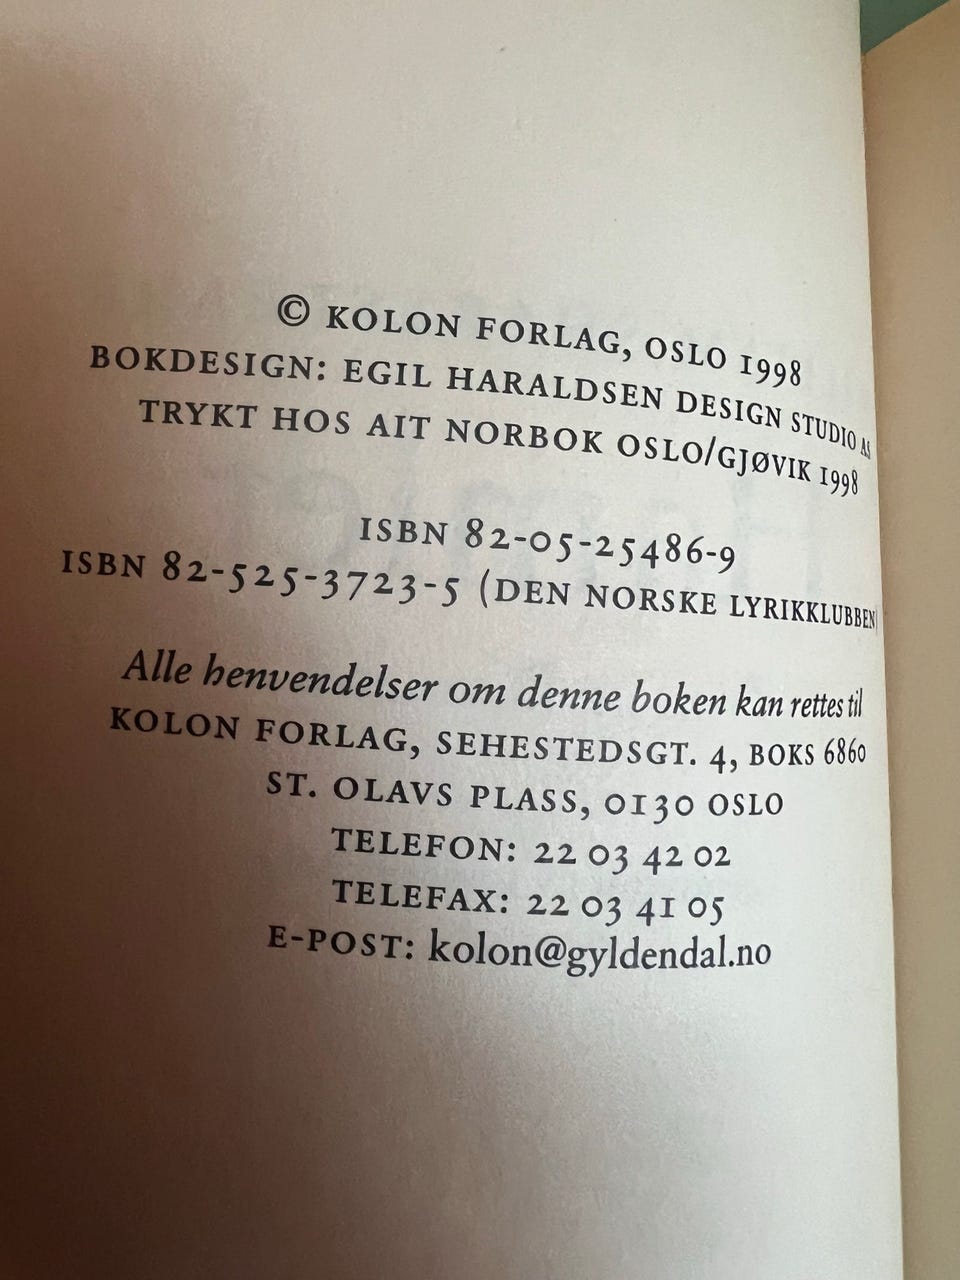 © KOLON FORLAG, OSLO 1998
BOKDESIGN: EGIL HARALDSEN DESIGN STUDIO AS
TRYKT HOS AIT NORBOK OSLO/GJØVIK 1998
ISBN 82-05-25486-9
ISBN 82-525-3723-5 (DEN NORSKE LYRIKKLUBBEN)
Alle henvendelser om denne boken kan rettes til
KOLON FORLAG, SEHESTEDSGT. 4, BOKS 6860
ST. OLAVS PLASS, 0130 OSLO
TELEFON: 22 03 42 02
TELEFAX: 22 03 41 05
E-POST: kolon@gyldendal.no